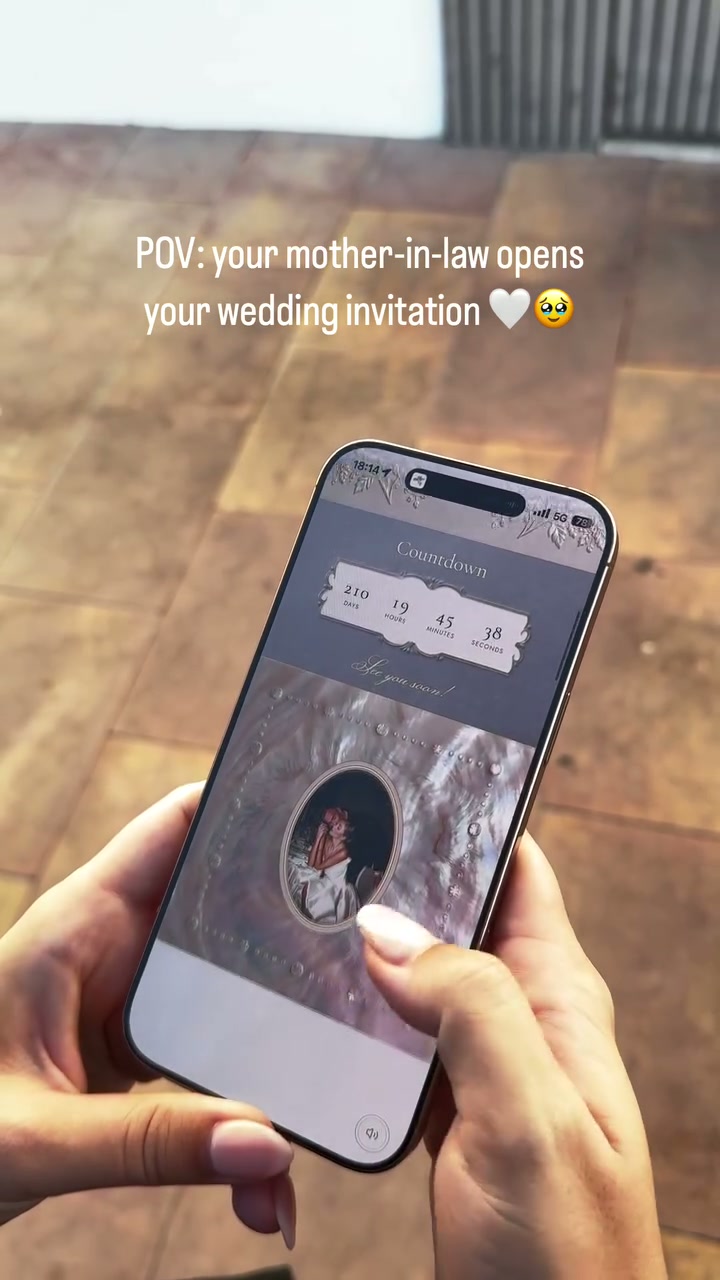 POV: your mother-in-law opens
your wedding invitation 🤍🥹
18:14
5G 78
Countdown
210 19 45 38
DAYS HOURS MINUTES SECONDS
See you soon!